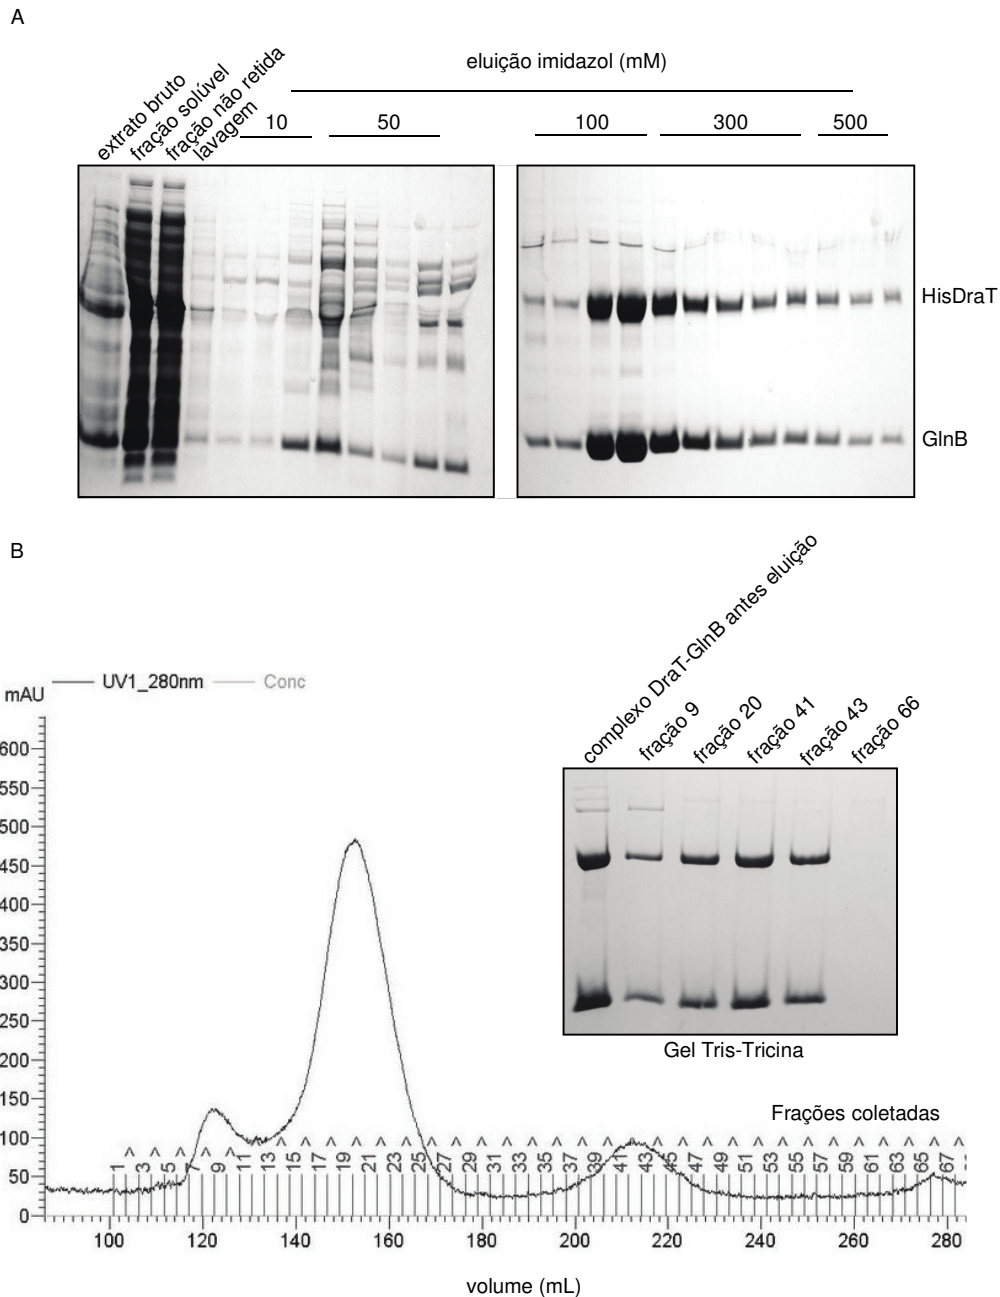 A
eluição imidazol (mM)
extrato bruto
fração solúvel
fração não retida
lavagem
10
50
100
300
500
HisDraT
GlnB
B
complexo DraT-GlnB antes eluição
fração 9
fração 20
fração 41
fração 43
fração 66
UV1_280nm
Conc
mAU
600
550
500
450
400
350
300
250
200
150
100
50
0
Gel Tris-Tricina
Frações coletadas
1 3 5 7 9 11 13 15 17 19 21 23 25 27 29 31 33 35 37 39 41 43 45 47 49 51 53 55 57 59 61 63 65 67
100 120 140 160 180 200 220 240 260 280
volume (mL)